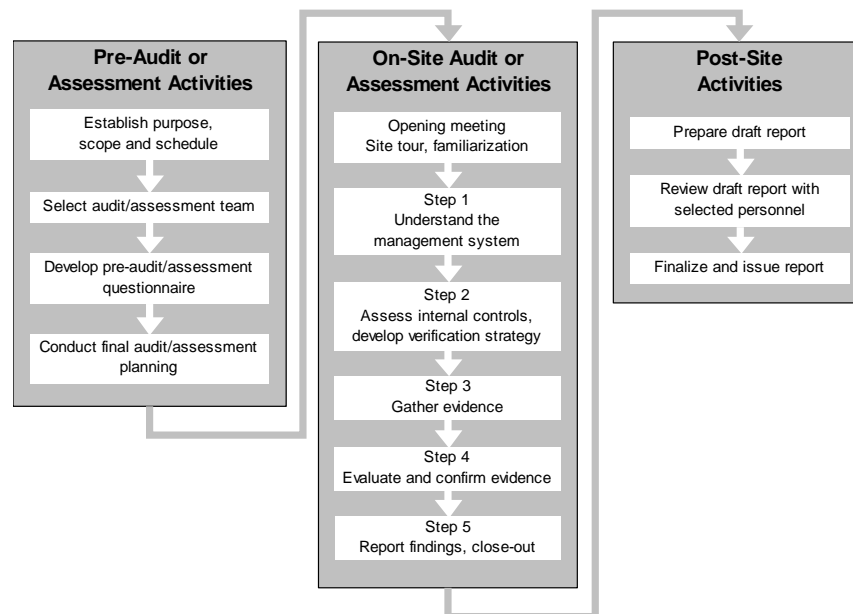 Pre-Audit or
Assessment Activities
Establish purpose,
scope and schedule
Select audit/assessment team
Develop pre-audit/assessment
questionnaire
Conduct final audit/assessment
planning
On-Site Audit or
Assessment Activities
Opening meeting
Site tour, familiarization
Step 1
Understand the
management system
Step 2
Assess internal controls,
develop verification strategy
Step 3
Gather evidence
Step 4
Evaluate and confirm evidence
Step 5
Report findings, close-out
Post-Site
Activities
Prepare draft report
Review draft report with
selected personnel
Finalize and issue report